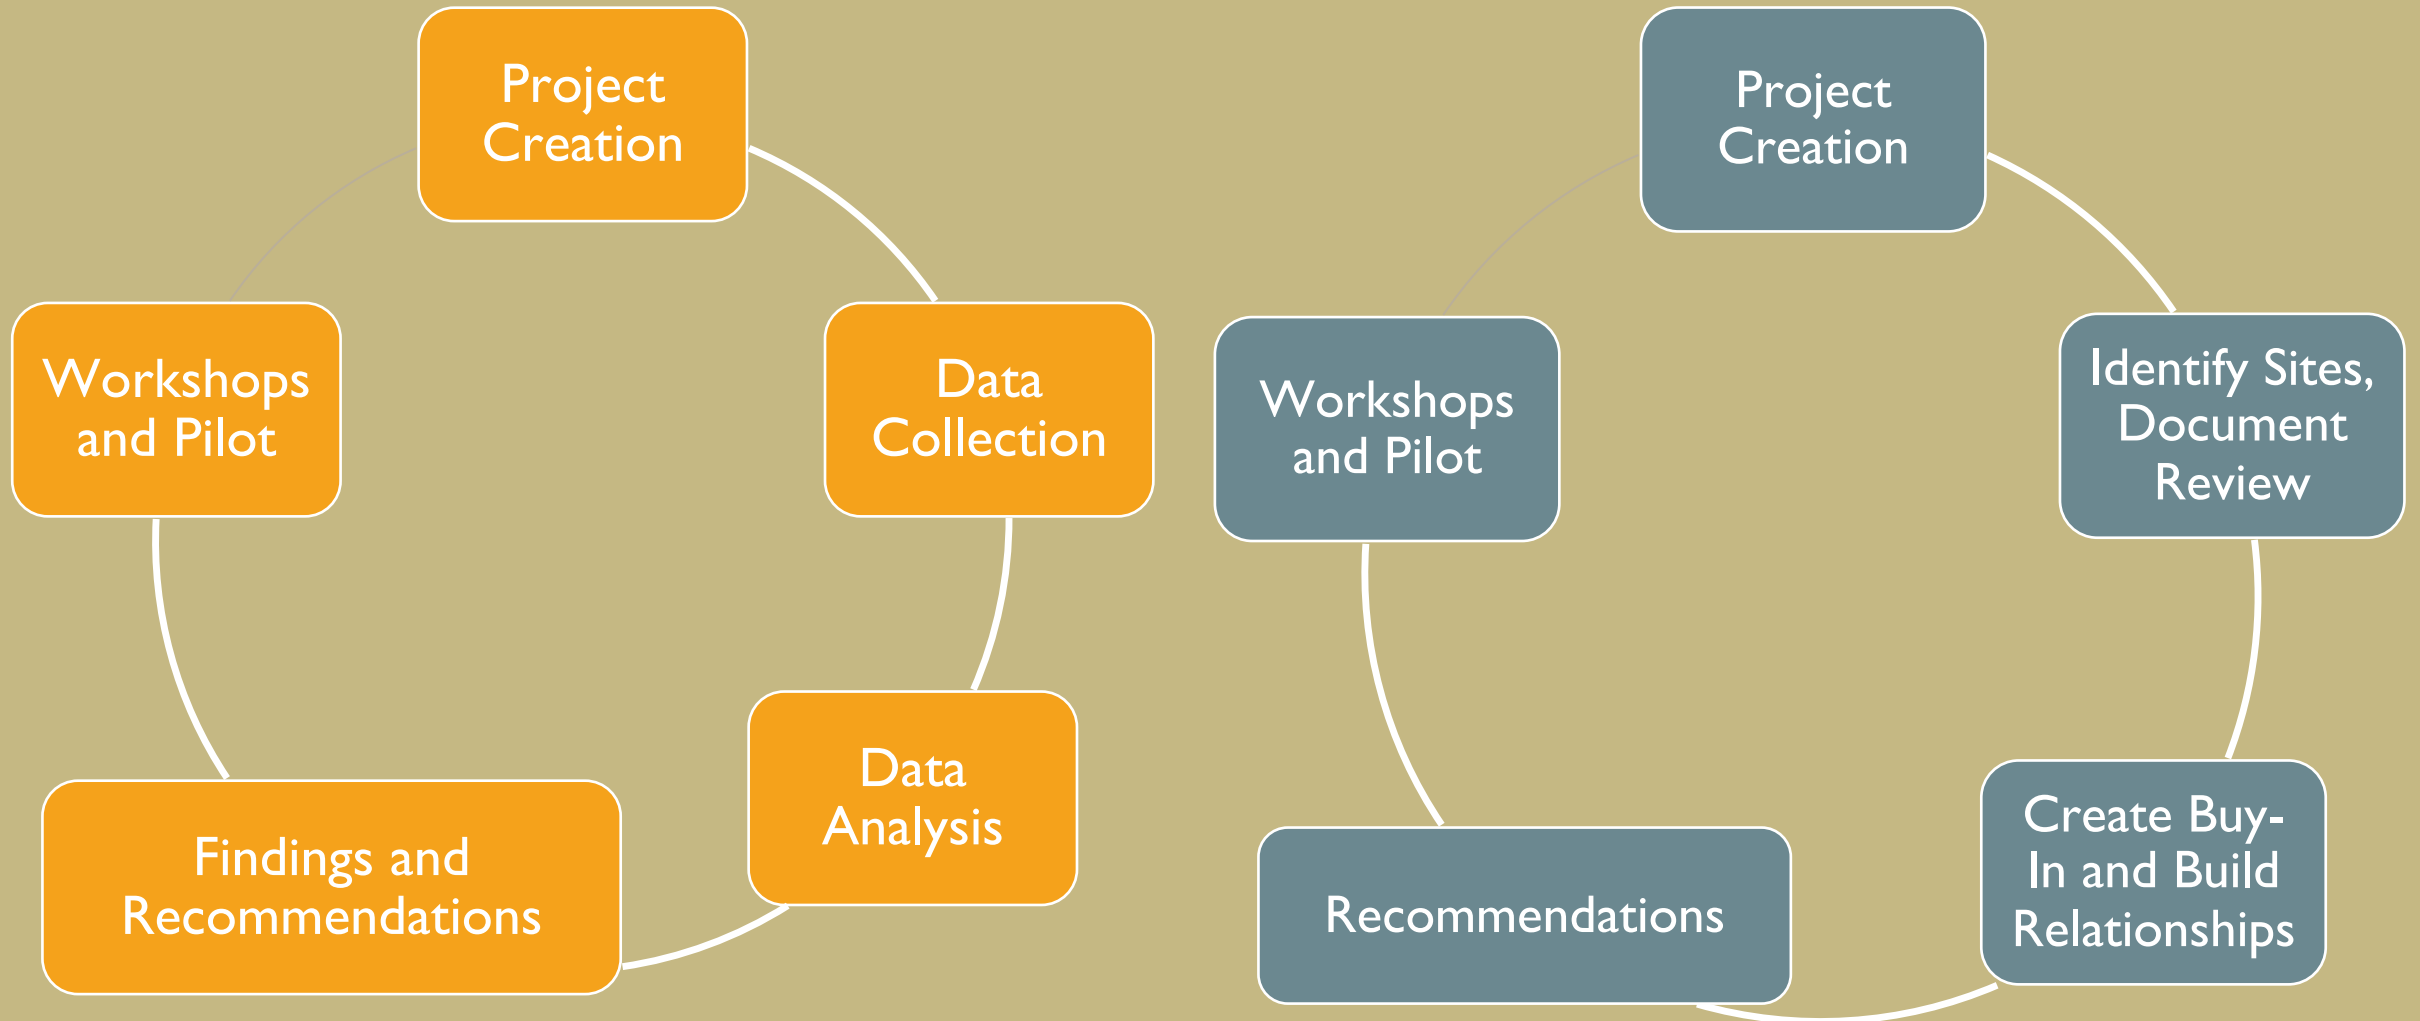 Project
Creation
Data
Collection
Data
Analysis
Findings and
Recommendations
Workshops
and Pilot
Project
Creation
Identify Sites,
Document
Review
Create Buy-
In and Build
Relationships
Recommendations
Workshops
and Pilot